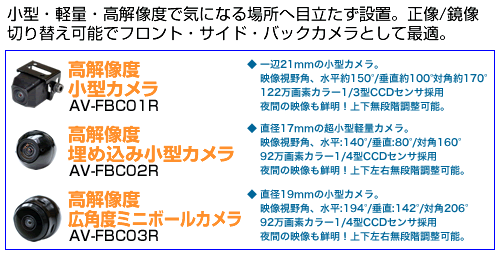 小型・軽量・高解像度で気になる場所へ目立たず設置。正像/鏡像
切り替え可能でフロント・サイド・バックカメラとして最適。
高解像度
小型カメラ
AV-FBC01R
◆ 一辺21mmの小型カメラ。
映像視野角、水平約150°/垂直約100°対角約170°
122万画素カラー1/3型CCDセンサ採用
夜間の映像も鮮明！上下無段階調整可能。
高解像度
埋め込み小型カメラ
AV-FBC02R
◆ 直径17mmの超小型軽量カメラ。
映像視野角、水平:140°/垂直:80°/対角160°
92万画素カラー1/4型CCDセンサ採用
夜間の映像も鮮明！上下左右無段階調整可能。
高解像度
広角度ミニボールカメラ
AV-FBC03R
◆ 直径19mmの小型カメラ。
映像視野角、水平:194°/垂直:142°/対角206°
92万画素カラー1/4型CCDセンサ採用
夜間の映像も鮮明！上下左右無段階調整可能。